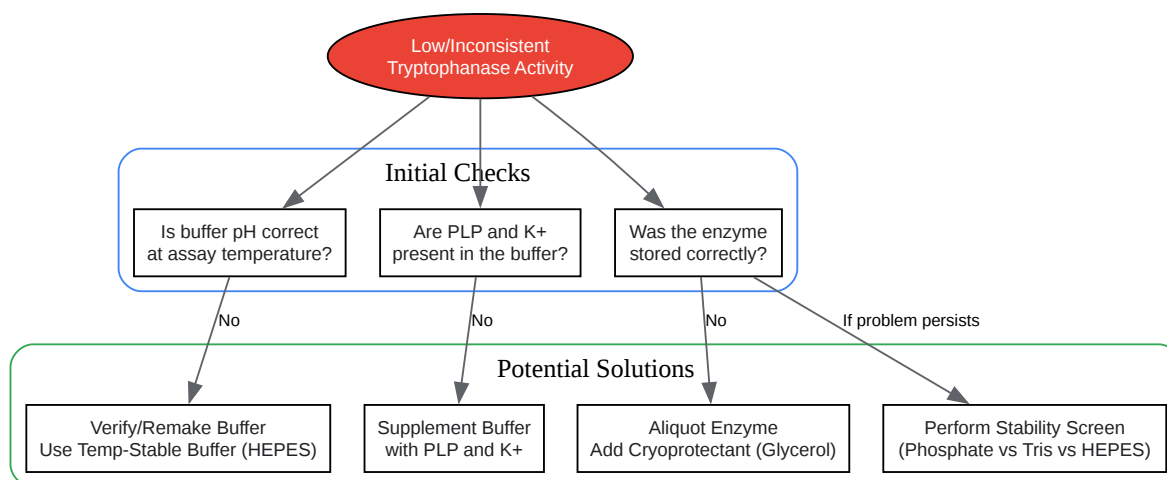 Low/Inconsistent
Tryptophanase Activity
Initial Checks
Is buffer pH correct
at assay temperature?
Are PLP and K+
present in the buffer?
Was the enzyme
stored correctly?
No
No
No
If problem persists
Potential Solutions
Verify/Remake Buffer
Use Temp-Stable Buffer (HEPES)
Supplement Buffer
with PLP and K+
Aliquot Enzyme
Add Cryoprotectant (Glycerol)
Perform Stability Screen
(Phosphate vs Tris vs HEPES)